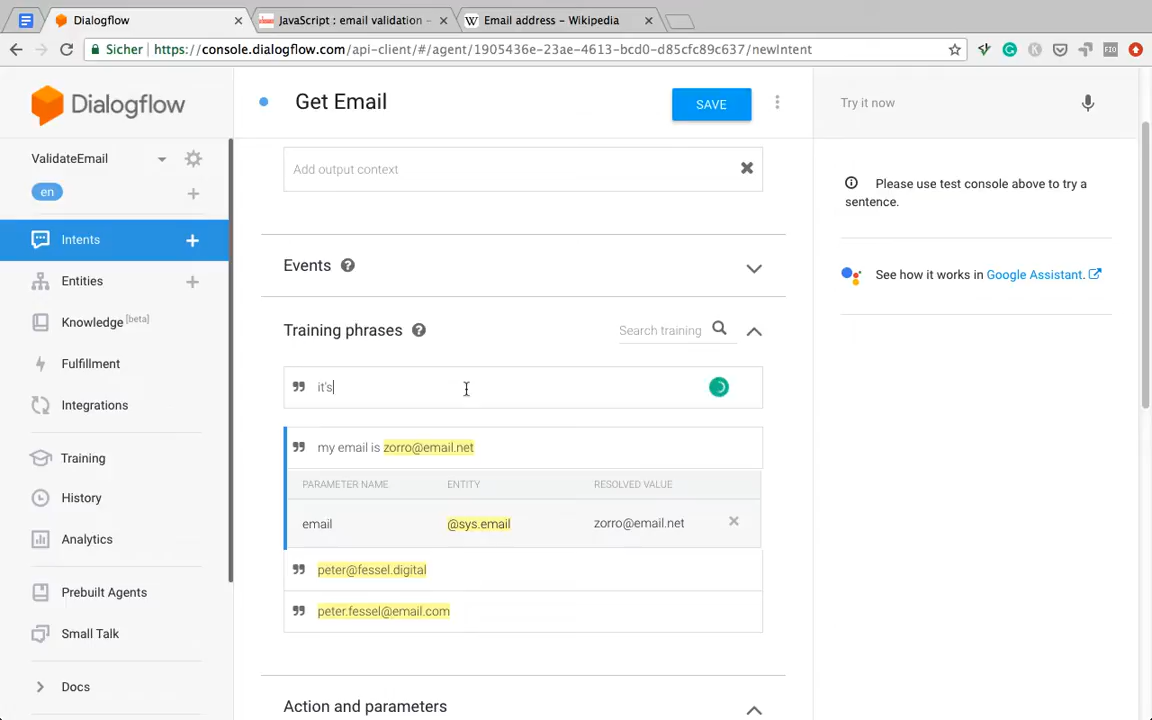 Dialogflow
JavaScript : email validation -
Email address – Wikipedia
Sicher
https://console.dialogflow.com/api-client/#/agent/1905436e-23ae-4613-bcd0-d85cfc89c637/newIntent
FIO
Dialogflow
Get Email
SAVE
Try it now
ValidateEmail
en
Add output context
Please use test console above to try a
sentence.
Intents
Events
Entities
See how it works in Google Assistant.
Knowledge [beta]
Training phrases
Search training
Fulfillment
it's
Integrations
my email is zorro@email.net
Training
PARAMETER NAME ENTITY RESOLVED VALUE
History
email @sys.email zorro@email.net
Analytics
peter@fessel.digital
Prebuilt Agents
peter.fessel@email.com
Small Talk
Docs
Action and parameters